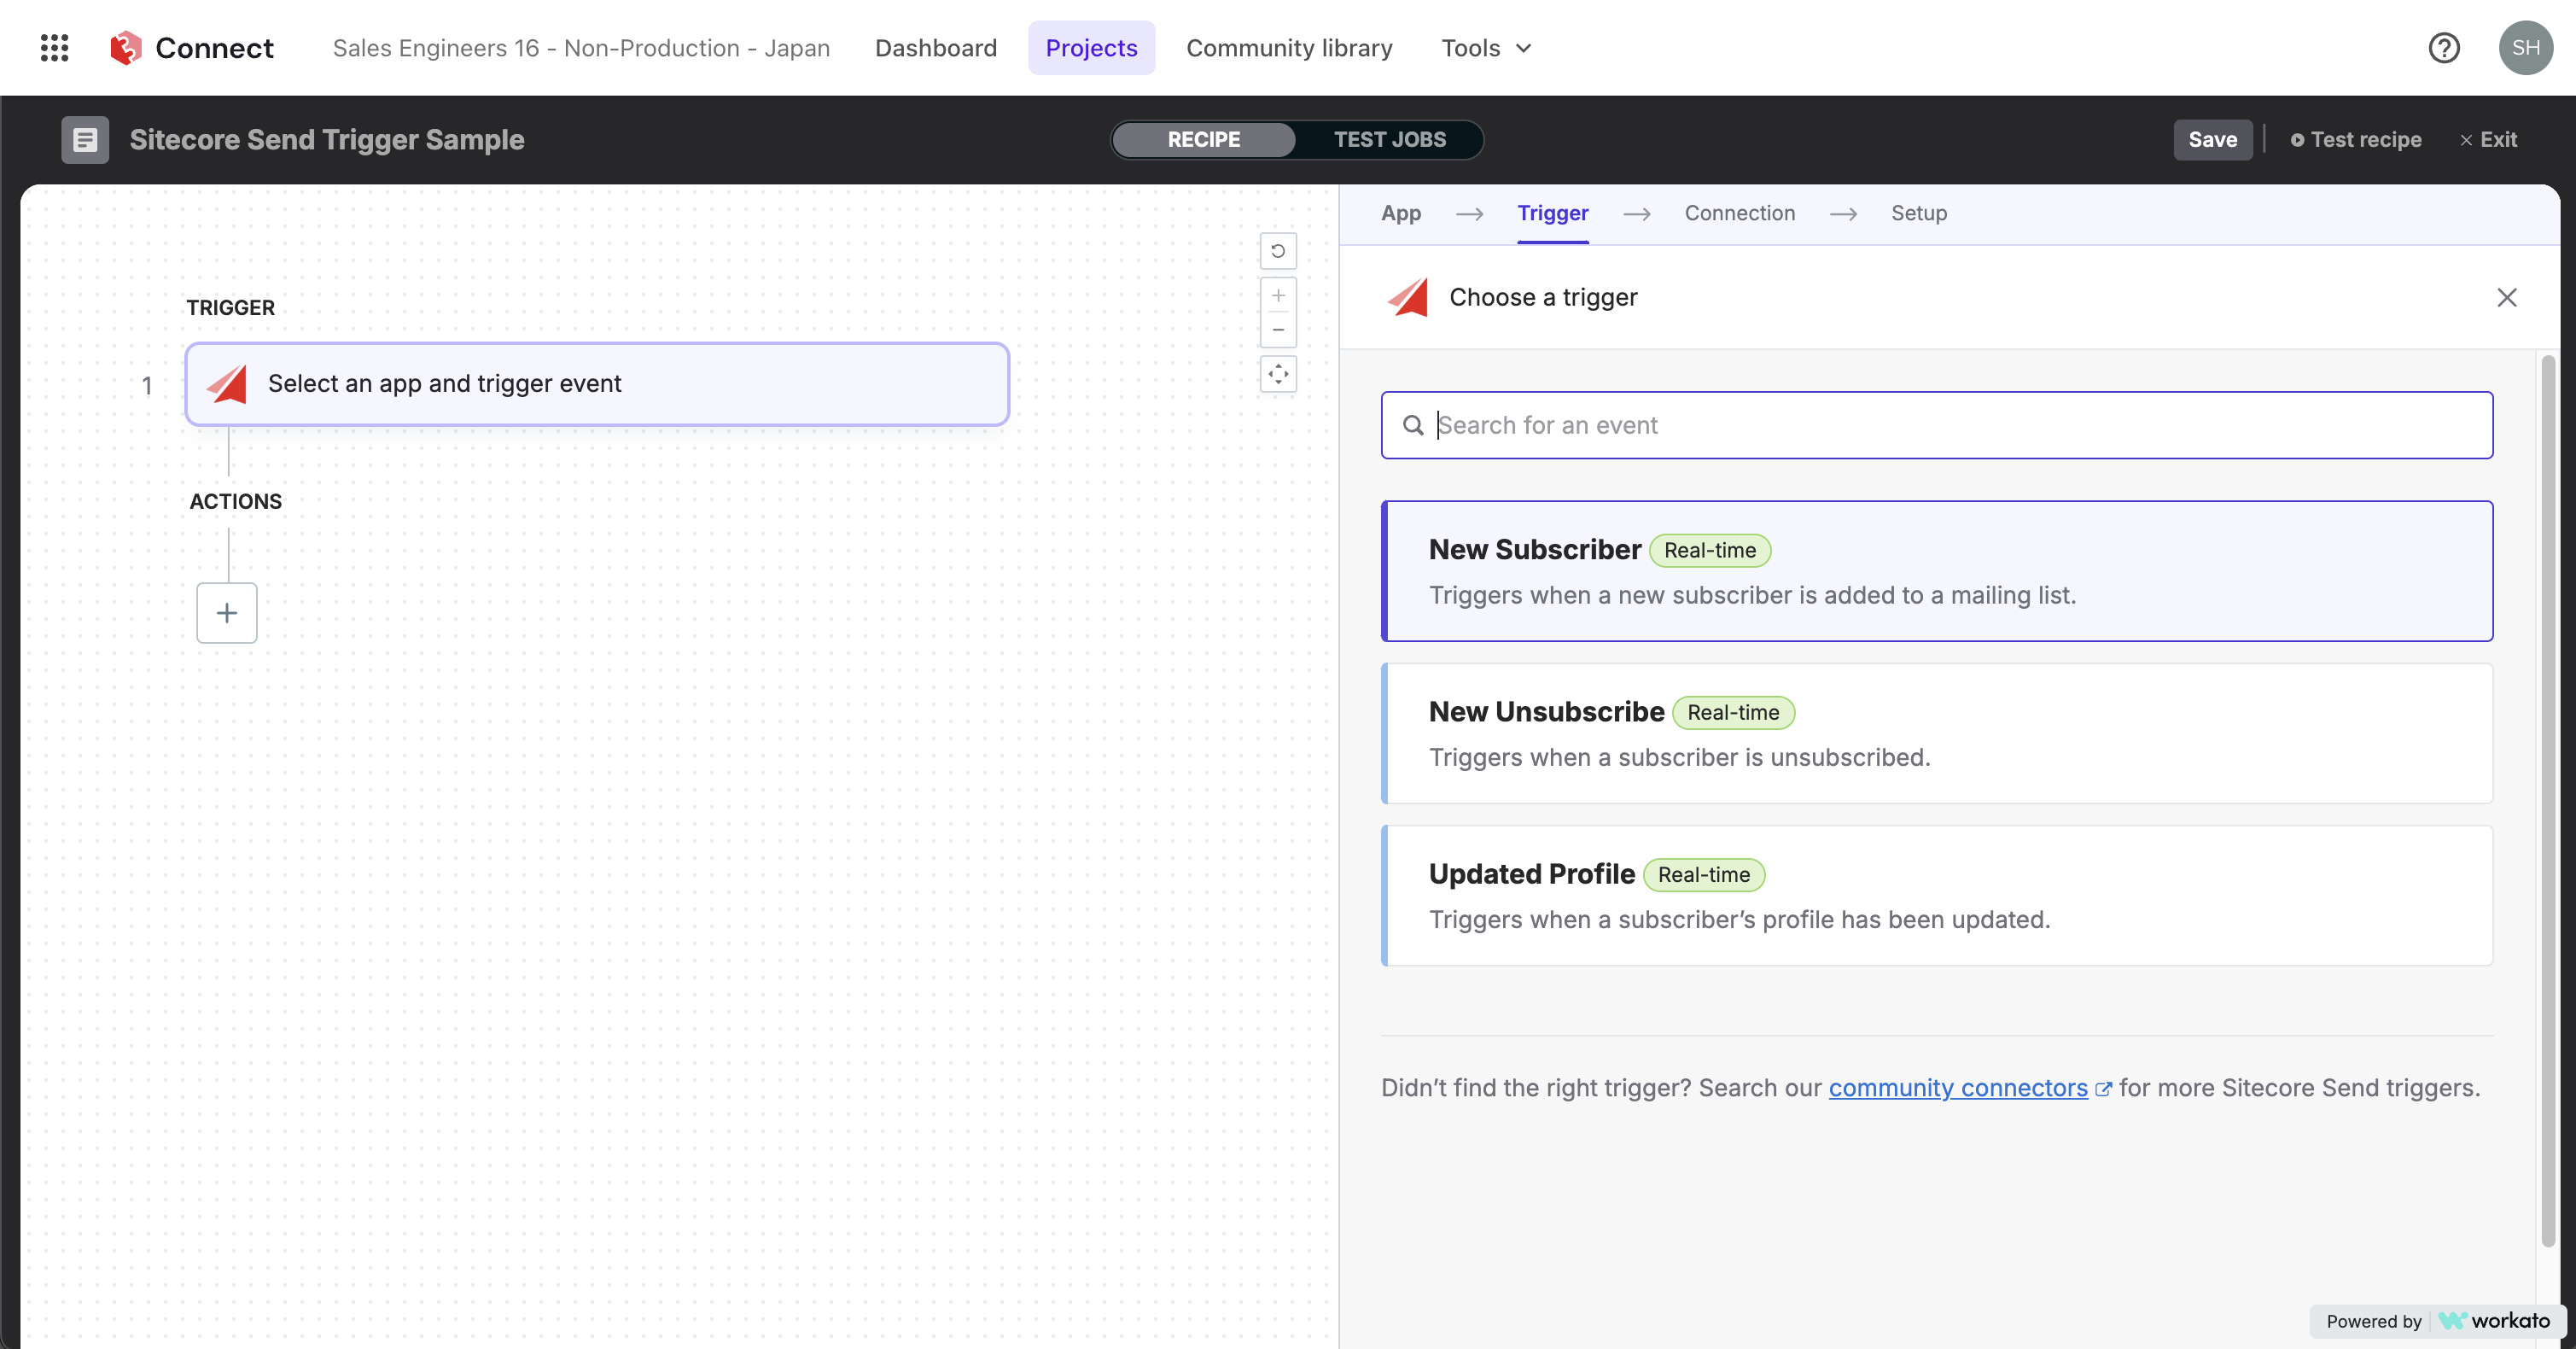 Connect Sales Engineers 16 - Non-Production - Japan Dashboard Projects Community library Tools SH
Sitecore Send Trigger Sample RECIPE TEST JOBS Save Test recipe Exit
App Trigger Connection Setup
Choose a trigger
TRIGGER
1 Select an app and trigger event
ACTIONS
Search for an event
New Subscriber Real-time
Triggers when a new subscriber is added to a mailing list.
New Unsubscribe Real-time
Triggers when a subscriber is unsubscribed.
Updated Profile Real-time
Triggers when a subscriber’s profile has been updated.
Didn’t find the right trigger? Search our community connectors for more Sitecore Send triggers.
Powered by workato